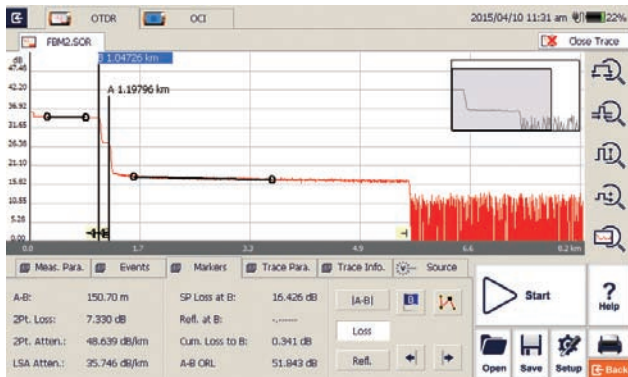 OTDR OCI 2015/04/10 11:31 am 22%
FBM2.SOR Close Trace
dB
47.46
B 1.04726 km
42.20
A 1.19796 km
36.92
31.65
26.38
21.10
15.82
10.55
5.28
0.00
0.0 1.7 3.3 4.9 6.6 8.2 km
Meas. Para. Events Markers Trace Para. Trace Info. Source
A-B: 150.70 m SP Loss at B: 16.426 dB |A-B|
2Pt. Loss: 7.330 dB Refl. at B: -.-----
2Pt. Atten.: 48.639 dB/km Cum. Loss to B: 0.341 dB Loss
LSA Atten.: 35.746 dB/km A-B ORL 51.843 dB Refl.
Start ? Help
Open Save Setup Back